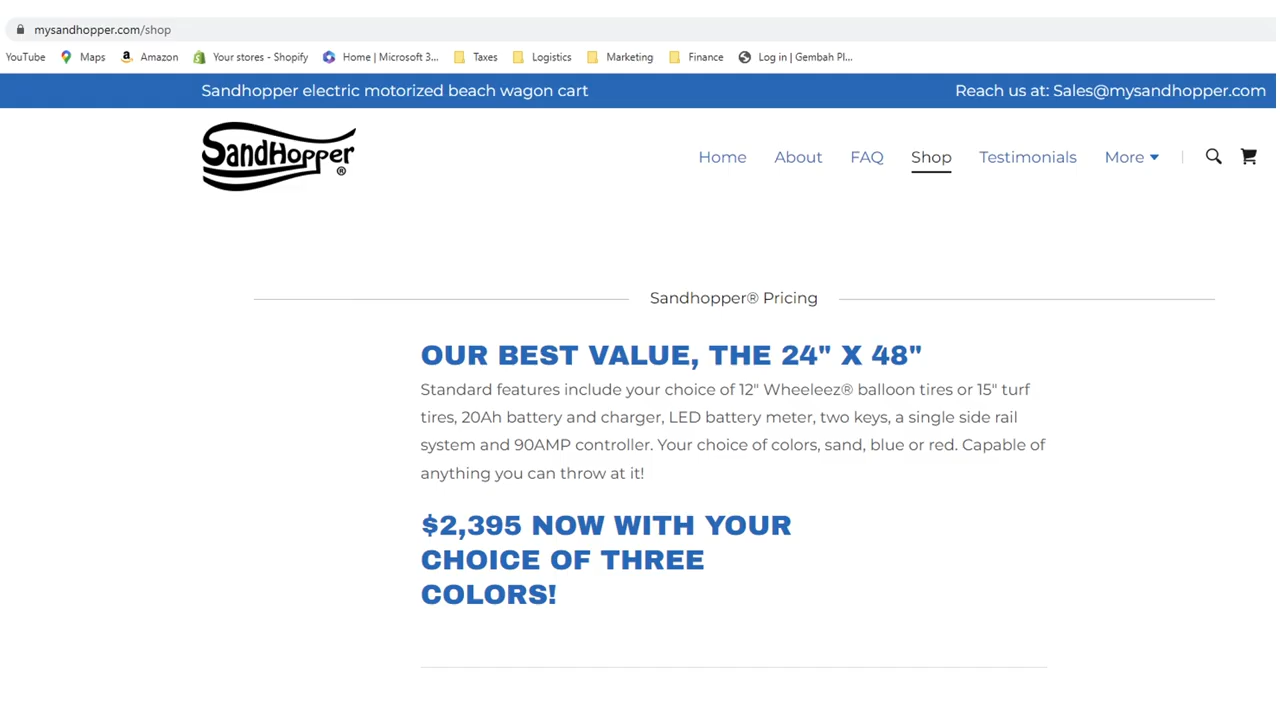 mysandhopper.com/shop
YouTube Maps Amazon Your stores - Shopify Home | Microsoft 3... Taxes Logistics Marketing Finance Log in | Gembah Pl...
Sandhopper electric motorized beach wagon cart Reach us at: Sales@mysandhopper.com
SandHopper ®
Home About FAQ Shop Testimonials More
Sandhopper® Pricing
OUR BEST VALUE, THE 24" X 48"
Standard features include your choice of 12" Wheeleez® balloon tires or 15" turf
tires, 20Ah battery and charger, LED battery meter, two keys, a single side rail
system and 90AMP controller. Your choice of colors, sand, blue or red. Capable of
anything you can throw at it!
$2,395 NOW WITH YOUR
CHOICE OF THREE
COLORS!